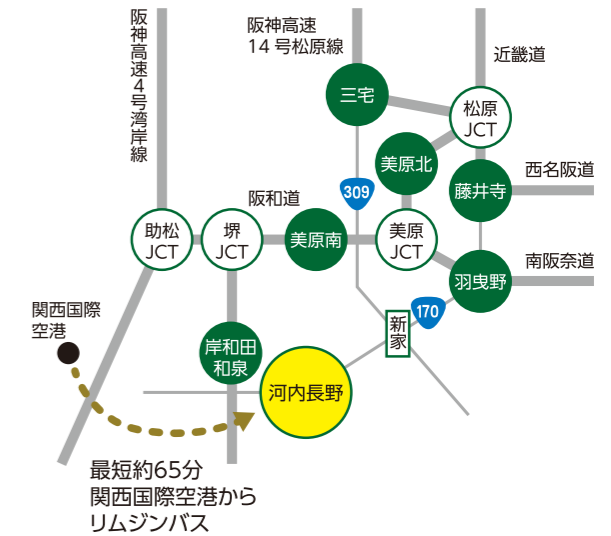 阪神高速4号湾岸線
阪神高速
14号松原線
近畿道
三宅
松原
JCT
美原北
藤井寺
西名阪道
309
阪和道
助松
JCT
堺
JCT
美原南
美原
JCT
羽曳野
南阪奈道
170
新家
関西国際
空港
岸和田
和泉
河内長野
最短約65分
関西国際空港から
リムジンバス